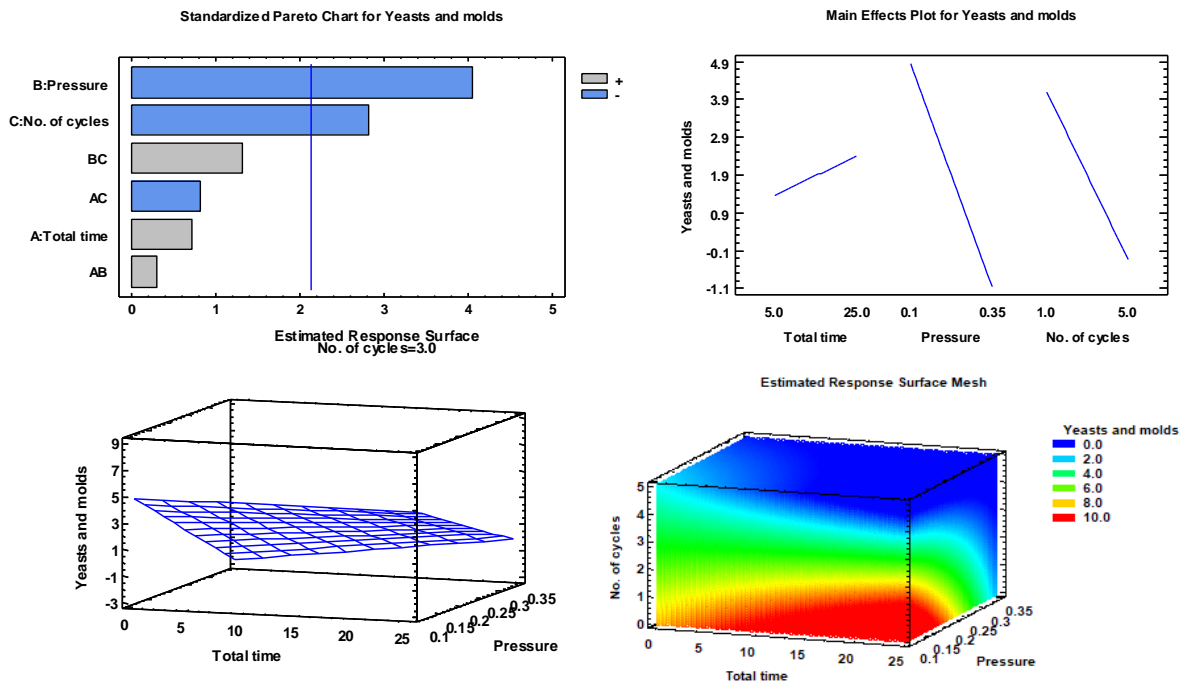 Standardized Pareto Chart for Yeasts and molds
B:Pressure
C:No. of cycles
BC
AC
A:Total time
AB
0 1 2 3 4 5
+
-
Main Effects Plot for Yeasts and molds
Yeasts and molds
4.9
3.9
2.9
1.9
0.9
-0.1
-1.1
5.0 25.0 0.1 0.35 1.0 5.0
Total time Pressure No. of cycles
Estimated Response Surface
No. of cycles=3.0
Yeasts and molds
9
7
5
3
1
-1
-3
0 5 10 15 20 25
Total time
0.1 0.15 0.2 0.25 0.3 0.35
Pressure
Estimated Response Surface Mesh
No. of cycles
5
4
3
2
1
0
0 5 10 15 20 25
Total time
0.1 0.15 0.2 0.25 0.3 0.35
Pressure
Yeasts and molds
0.0
2.0
4.0
6.0
8.0
10.0